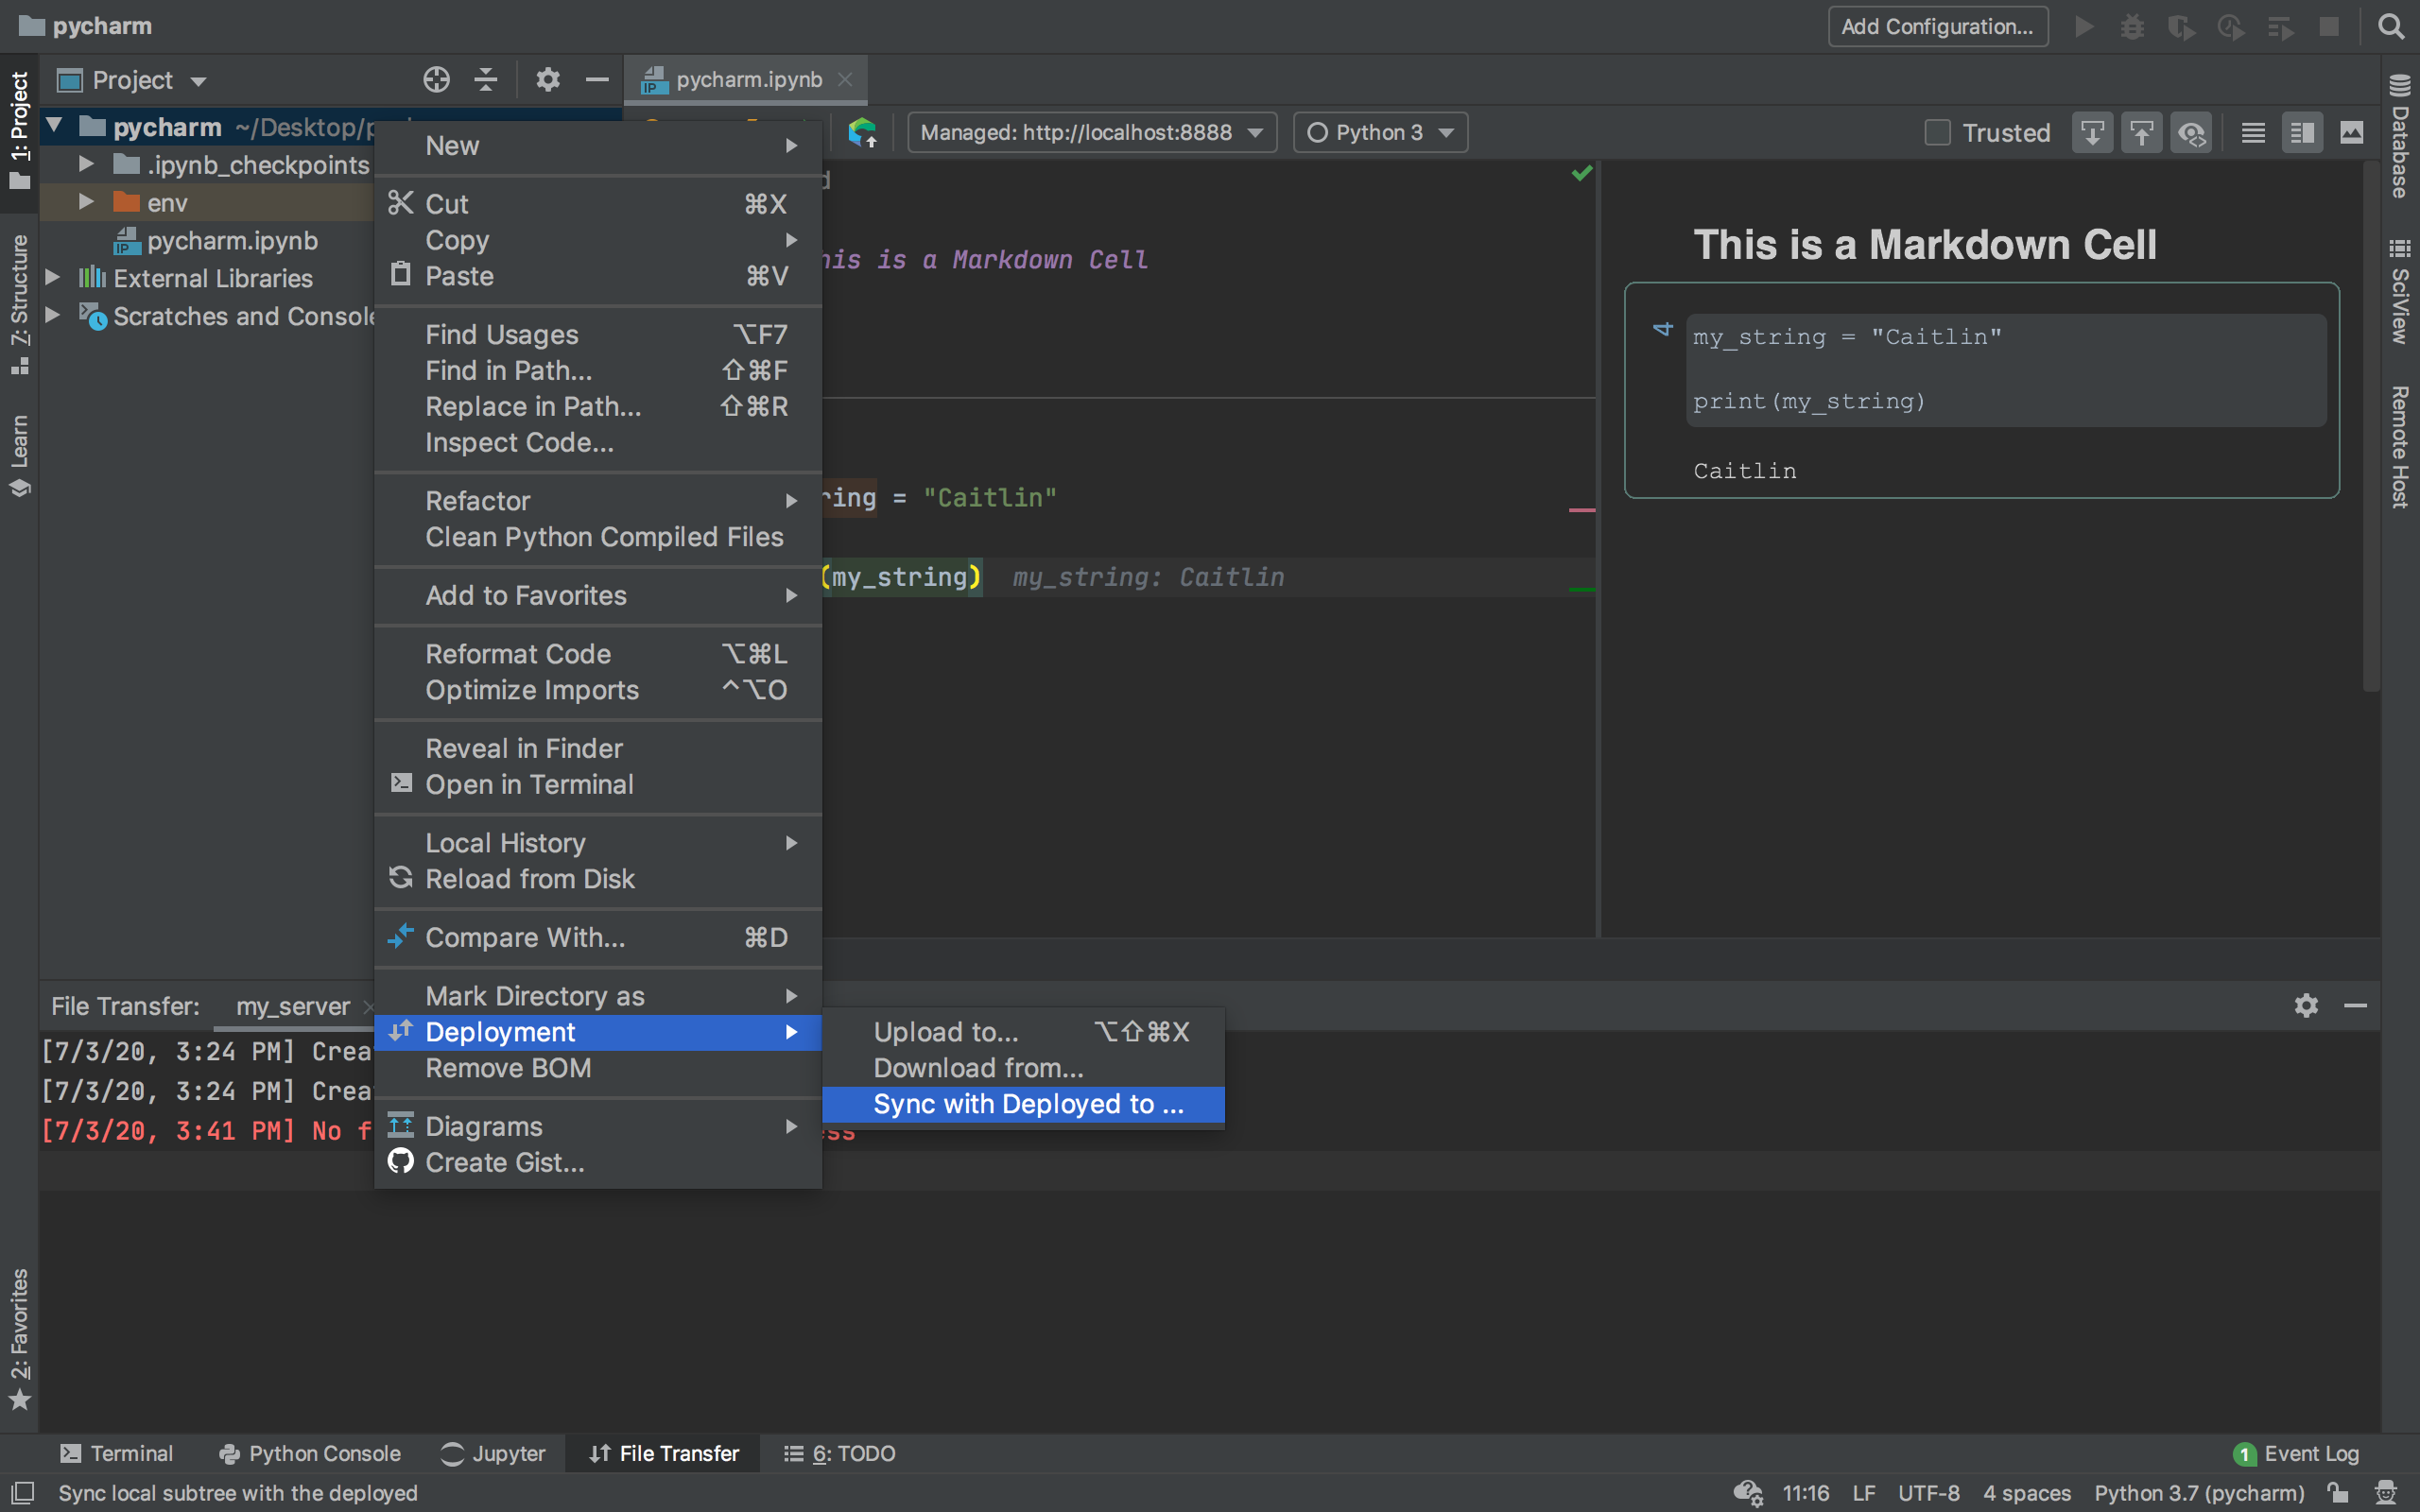 pycharm
Add Configuration...
Project
pycharm.ipynb
1: Project
Z: Structure
Learn
2: Favorites
pycharm ~/Desktop/p
.ipynb_checkpoints
env
pycharm.ipynb
External Libraries
Scratches and Console
Managed: http://localhost:8888
Python 3
Trusted
New
Cut ⌘X
Copy
Paste ⌘V
Find Usages ⌥F7
Find in Path... ⇧⌘F
Replace in Path... ⇧⌘R
Inspect Code...
Refactor
Clean Python Compiled Files
Add to Favorites
Reformat Code ⌥⌘L
Optimize Imports ^⌥O
Reveal in Finder
Open in Terminal
Local History
Reload from Disk
Compare With... ⌘D
Mark Directory as
Deployment
Remove BOM
Diagrams
Create Gist...
Upload to... ⌥⇧⌘X
Download from...
Sync with Deployed to ...
d
his is a Markdown Cell
ring = "Caitlin"
(my_string) my_string: Caitlin
This is a Markdown Cell
4
my_string = "Caitlin"
print(my_string)
Caitlin
Database
SciView
Remote Host
File Transfer: my_server
[7/3/20, 3:24 PM] Crea
[7/3/20, 3:24 PM] Crea
[7/3/20, 3:41 PM] No f
ess
Terminal
Python Console
Jupyter
File Transfer
6: TODO
1 Event Log
Sync local subtree with the deployed
11:16 LF UTF-8 4 spaces Python 3.7 (pycharm)